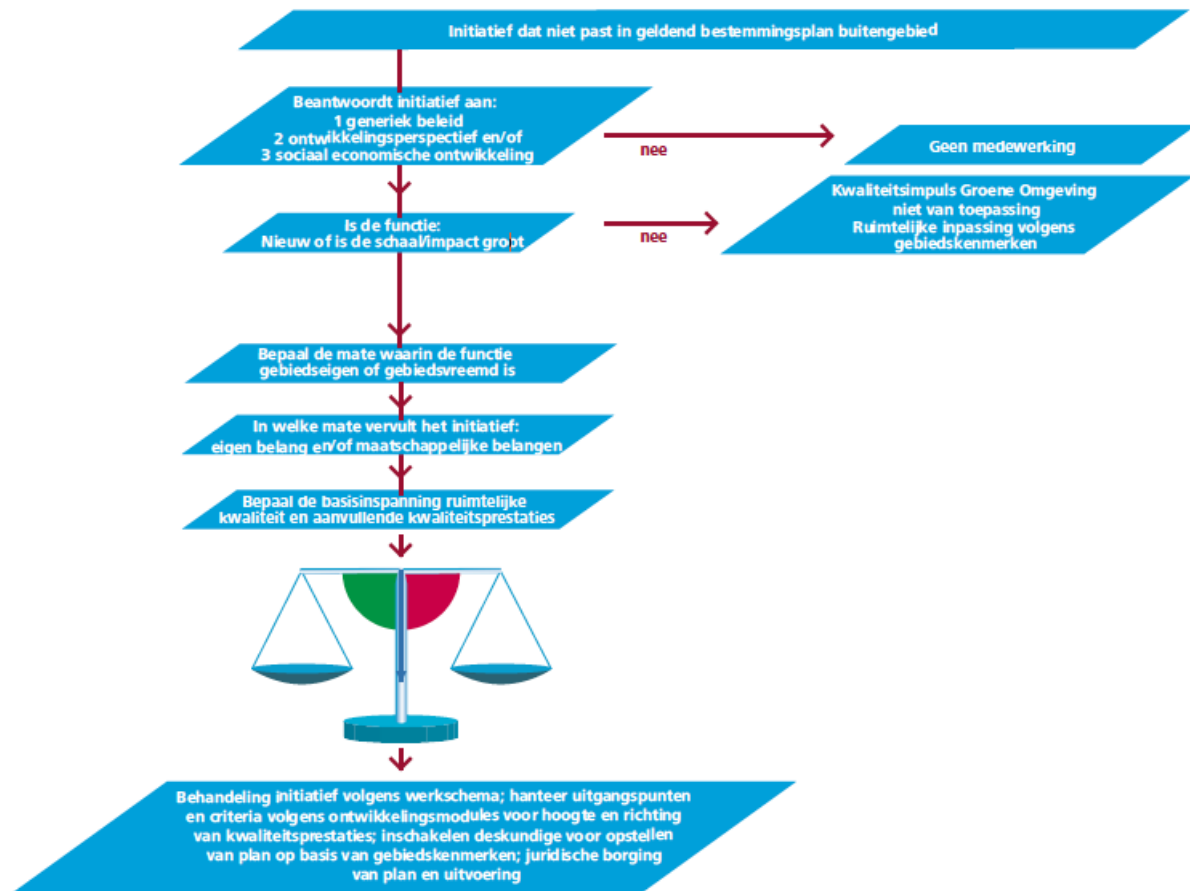 Initiatief dat niet past in geldend bestemmingsplan buitengebied
Beantwoordt initiatief aan:
1 generiek beleid
2 ontwikkelingsperspectief en/of
3 sociaal economische ontwikkeling
nee
Geen medewerking
Is de functie:
Nieuw of is de schaal/impact groot
nee
Kwaliteitsimpuls Groene Omgeving
niet van toepassing
Ruimtelijke inpassing volgens
gebiedskenmerken
Bepaal de mate waarin de functie
gebiedseigen of gebiedsvreemd is
In welke mate vervult het initiatief:
eigen belang en/of maatschappelijke belangen
Bepaal de basisinspanning ruimtelijke
kwaliteit en aanvullende kwaliteitsprestaties
Behandeling initiatief volgens werkschema; hanteer uitgangspunten
en criteria volgens ontwikkelingsmodules voor hoogte en richting
van kwaliteitsprestaties; inschakelen deskundige voor opstellen
van plan op basis van gebiedskenmerken; juridische borging
van plan en uitvoering